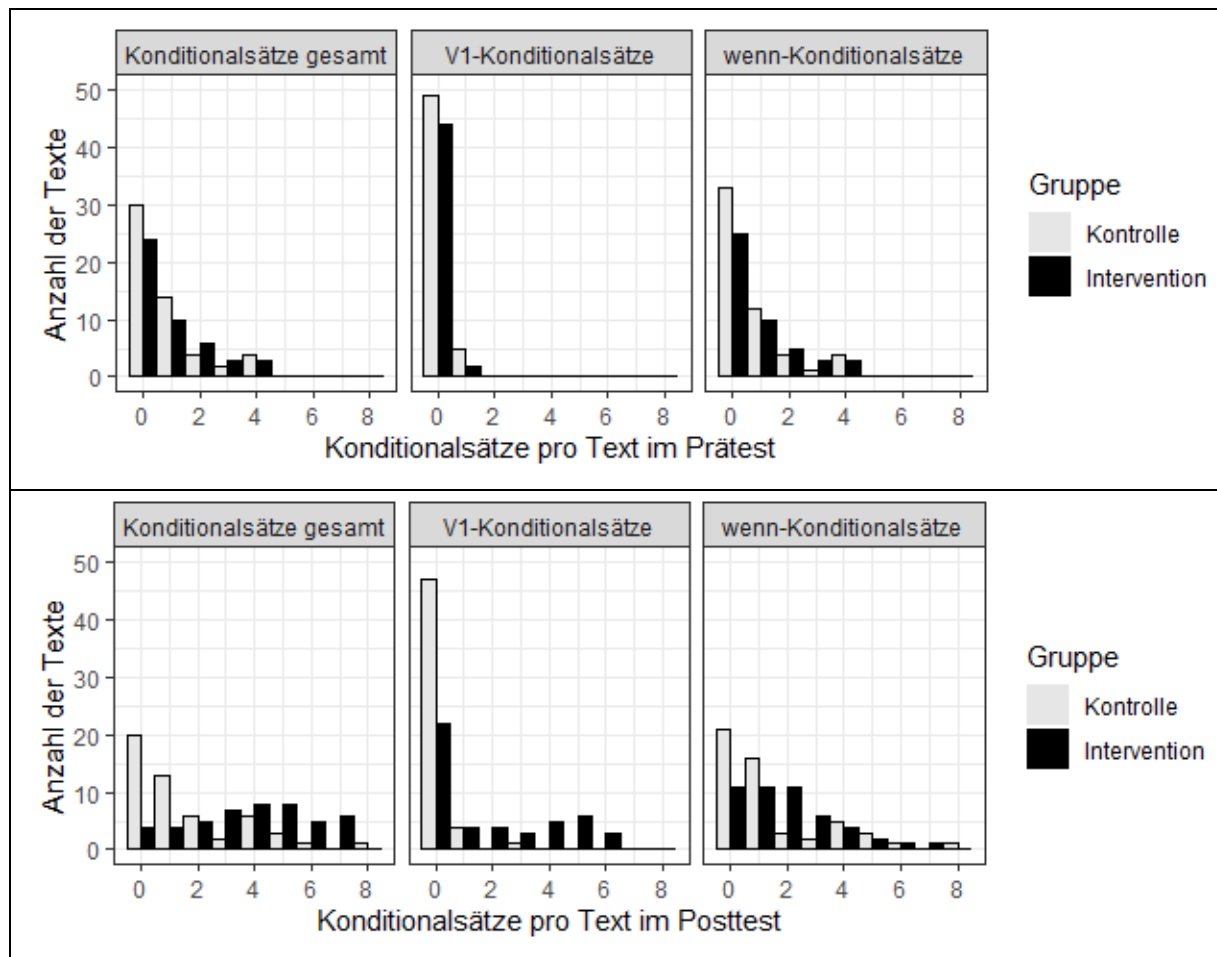 Konditionalsätze gesamt V1-Konditionalsätze wenn-Konditionalsätze
50
40
30
20
10
0
Anzahl der Texte
0 2 4 6 8 0 2 4 6 8 0 2 4 6 8
Konditionalsätze pro Text im Prätest
Gruppe
Kontrolle
Intervention
Konditionalsätze gesamt V1-Konditionalsätze wenn-Konditionalsätze
50
40
30
20
10
0
Anzahl der Texte
0 2 4 6 8 0 2 4 6 8 0 2 4 6 8
Konditionalsätze pro Text im Posttest
Gruppe
Kontrolle
Intervention